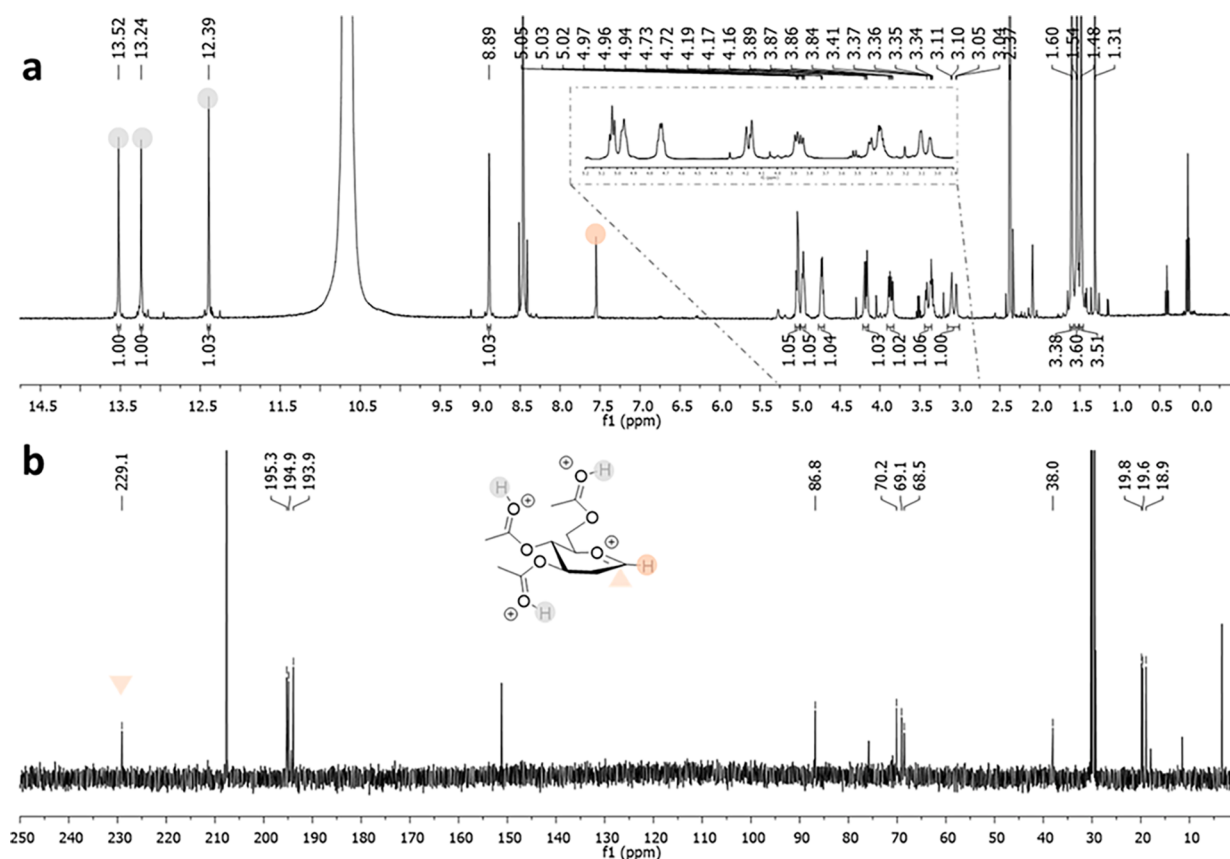 a
13.52 13.24 12.39 8.89 5.05 5.03 5.02 4.97 4.96 4.94 4.73 4.72 4.19 4.17 4.16 3.89 3.87 3.86 3.84 3.41 3.37 3.36 3.35 3.34 3.11 3.10 3.05 3.04 2.37 1.60 1.54 1.48 1.31
1.00 1.00 1.03 1.03 1.05 1.05 1.04 1.03 1.02 1.06 1.00 3.38 3.60 3.51
14.5 13.5 12.5 11.5 10.5 9.5 9.0 8.5 8.0 7.5 7.0 6.5 6.0 5.5 5.0 4.5 4.0 3.5 3.0 2.5 2.0 1.5 1.0 0.5 0.0
f1 (ppm)
b
229.1 195.3 194.9 193.9 86.8 70.2 69.1 68.5 38.0 19.8 19.6 18.9
⊕ H
H O ⊕
O O
O ⊕
O O H
O
⊕ H
250 240 230 220 210 200 190 180 170 160 150 140 130 120 110 100 90 80 70 60 50 40 30 20 10
f1 (ppm)